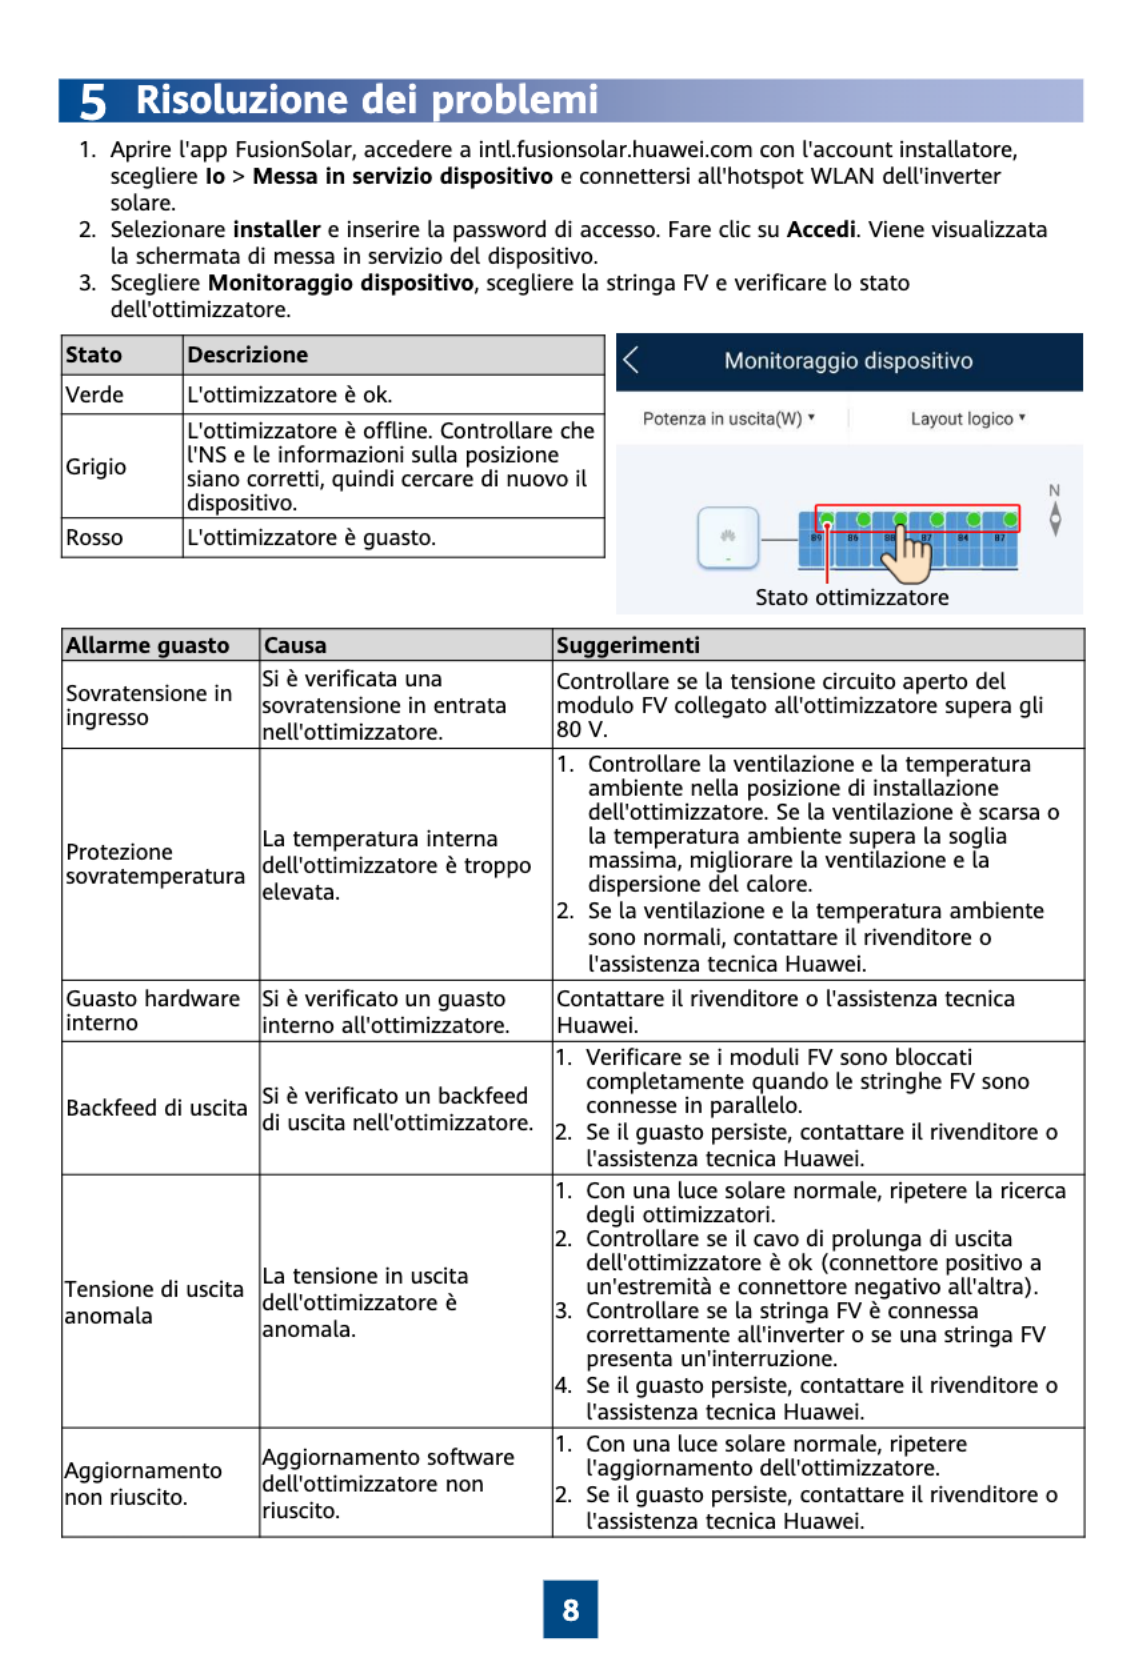 5 Risoluzione dei problemi
1. Aprire l'app FusionSolar, accedere a intl.fusionsolar.huawei.com con l'account installatore,
scegliere Io > Messa in servizio dispositivo e connettersi all'hotspot WLAN dell'inverter
solare.
2. Selezionare installer e inserire la password di accesso. Fare clic su Accedi. Viene visualizzata
la schermata di messa in servizio del dispositivo.
3. Scegliere Monitoraggio dispositivo, scegliere la stringa FV e verificare lo stato
dell'ottimizzatore.
Stato Descrizione
Verde L'ottimizzatore è ok.
Grigio
L'ottimizzatore è offline. Controllare che
l'NS e le informazioni sulla posizione
siano corretti, quindi cercare di nuovo il
dispositivo.
Rosso L'ottimizzatore è guasto.
Monitoraggio dispositivo
Potenza in uscita(W) ▾ Layout logico ▾
N
89 86 88 87 84 87
Stato ottimizzatore
Allarme guasto Causa Suggerimenti
Sovratensione in
ingresso
Si è verificata una
sovratensione in entrata
nell'ottimizzatore.
Controllare se la tensione circuito aperto del
modulo FV collegato all'ottimizzatore supera gli
80 V.
Protezione
sovratemperatura
La temperatura interna
dell'ottimizzatore è troppo
elevata.
1. Controllare la ventilazione e la temperatura
ambiente nella posizione di installazione
dell'ottimizzatore. Se la ventilazione è scarsa o
la temperatura ambiente supera la soglia
massima, migliorare la ventilazione e la
dispersione del calore.
2. Se la ventilazione e la temperatura ambiente
sono normali, contattare il rivenditore o
l'assistenza tecnica Huawei.
Guasto hardware
interno
Si è verificato un guasto
interno all'ottimizzatore.
Contattare il rivenditore o l'assistenza tecnica
Huawei.
Backfeed di uscita
Si è verificato un backfeed
di uscita nell'ottimizzatore.
1. Verificare se i moduli FV sono bloccati
completamente quando le stringhe FV sono
connesse in parallelo.
2. Se il guasto persiste, contattare il rivenditore o
l'assistenza tecnica Huawei.
Tensione di uscita
anomala
La tensione in uscita
dell'ottimizzatore è
anomala.
1. Con una luce solare normale, ripetere la ricerca
degli ottimizzatori.
2. Controllare se il cavo di prolunga di uscita
dell'ottimizzatore è ok (connettore positivo a
un'estremità e connettore negativo all'altra).
3. Controllare se la stringa FV è connessa
correttamente all'inverter o se una stringa FV
presenta un'interruzione.
4. Se il guasto persiste, contattare il rivenditore o
l'assistenza tecnica Huawei.
Aggiornamento
non riuscito.
Aggiornamento software
dell'ottimizzatore non
riuscito.
1. Con una luce solare normale, ripetere
l'aggiornamento dell'ottimizzatore.
2. Se il guasto persiste, contattare il rivenditore o
l'assistenza tecnica Huawei.
8